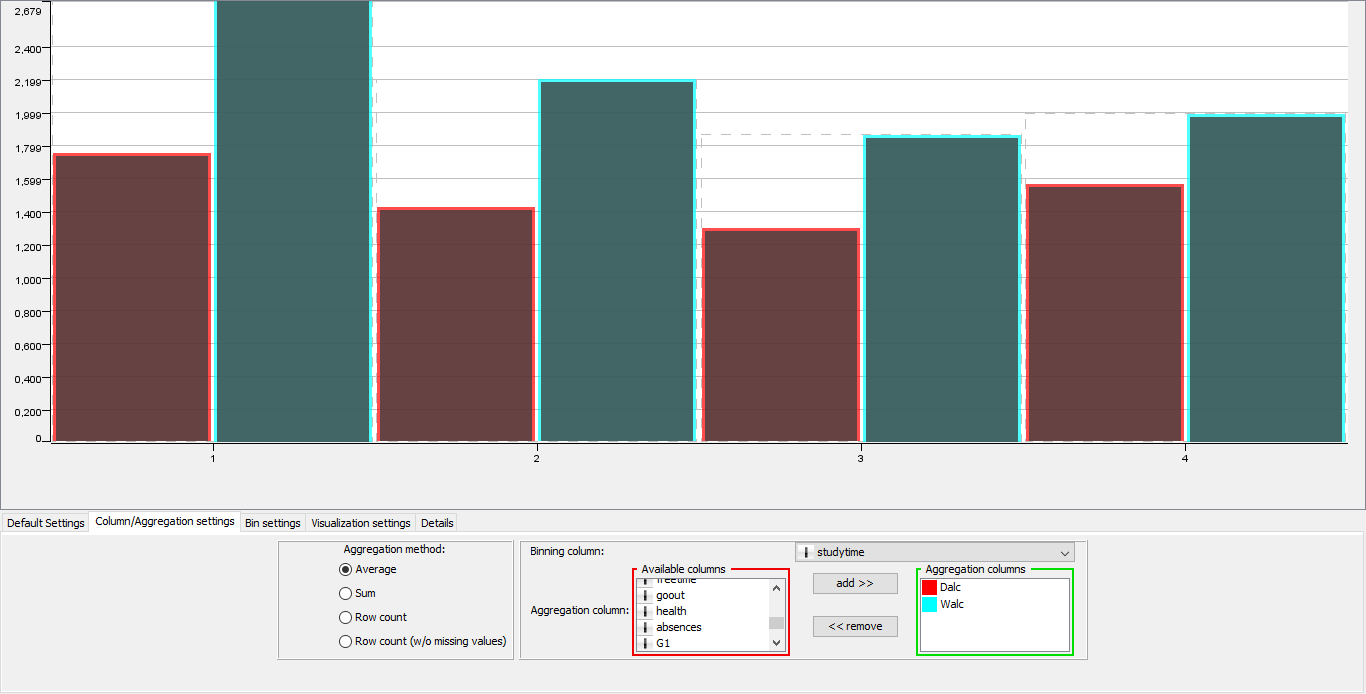 2,679
2,400
2,199
1,999
1,799
1,599
1,400
1,200
1,000
0,800
0,600
0,400
0,200
0
1 2 3 4
Default Settings Column/Aggregation settings Bin settings Visualization settings Details
Aggregation method:
Average
Sum
Row count
Row count (w/o missing values)
Binning column: studytime
Aggregation column:
Available columns
freetime
goout
health
absences
G1
add >>
<< remove
Aggregation columns
Dalc
Walc